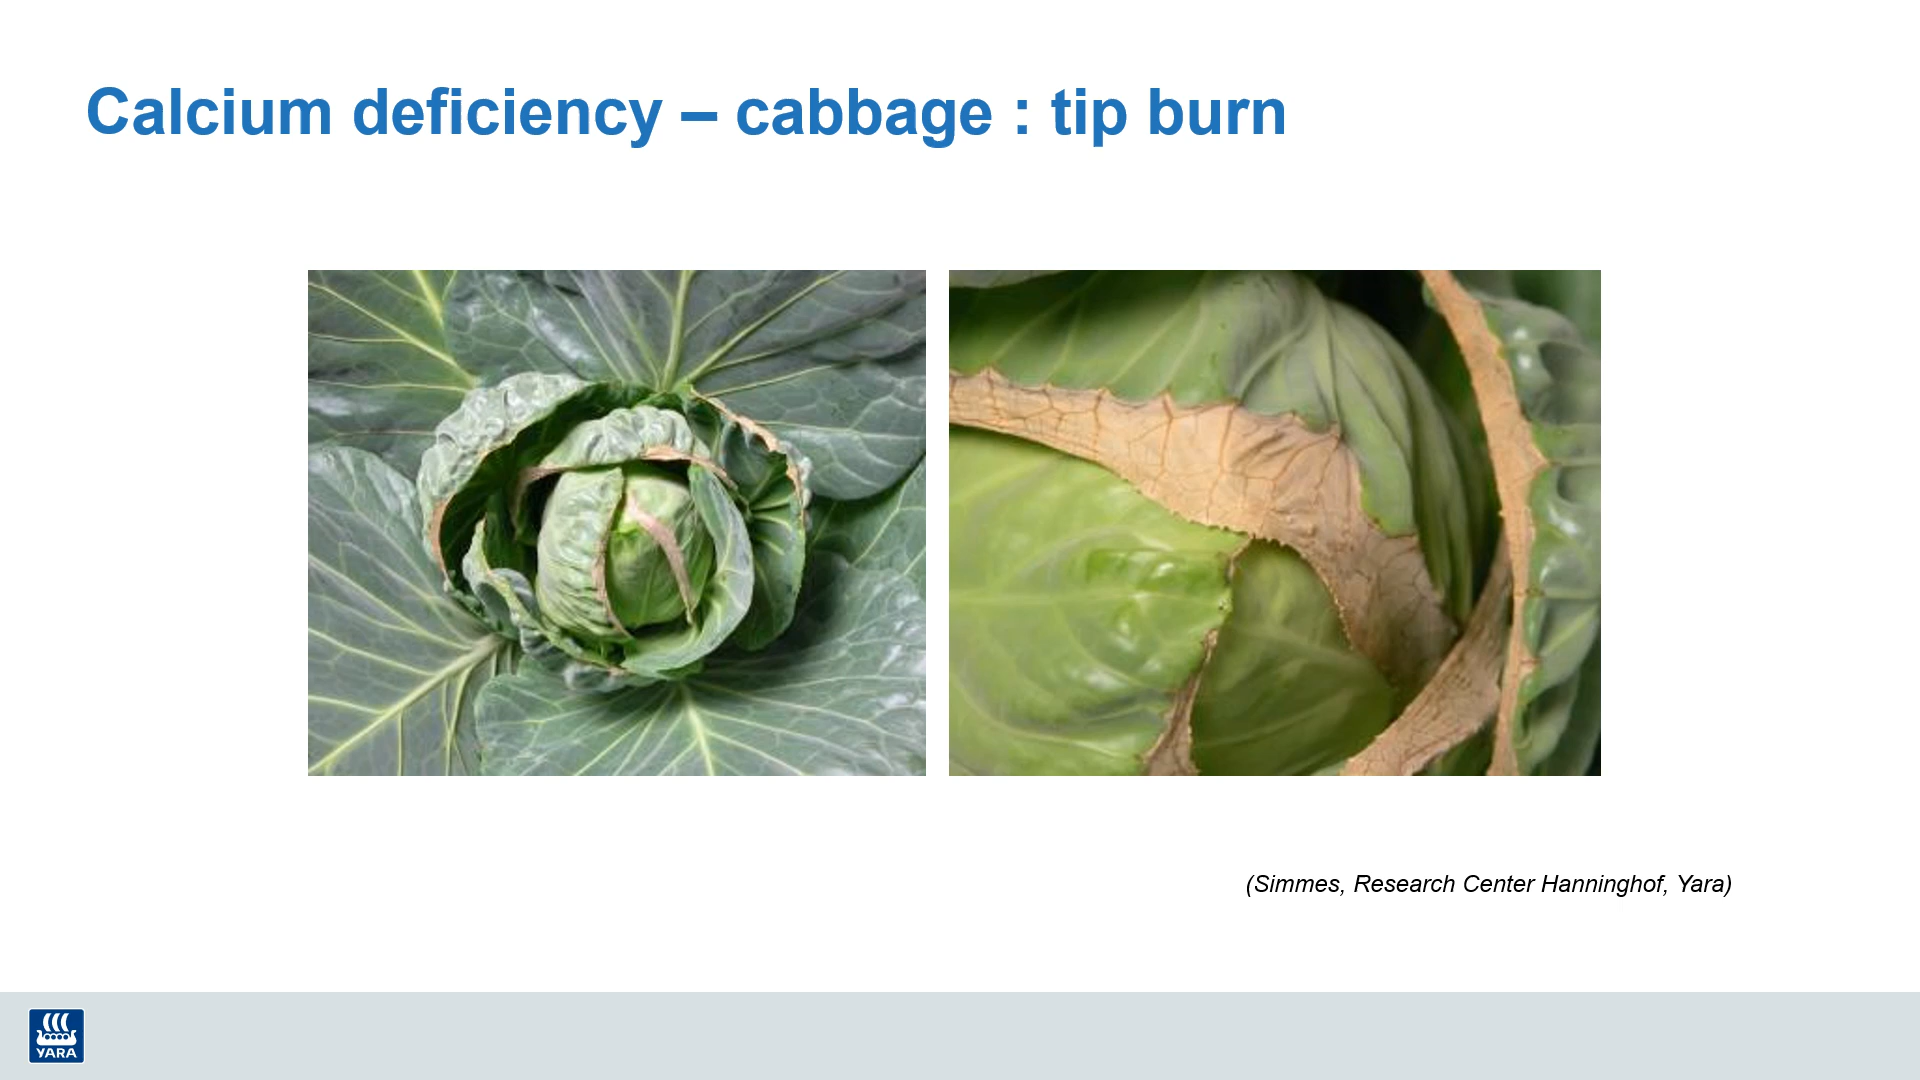 Calcium deficiency – cabbage : tip burn
(Simmes, Research Center Hanninghof, Yara)
YARA